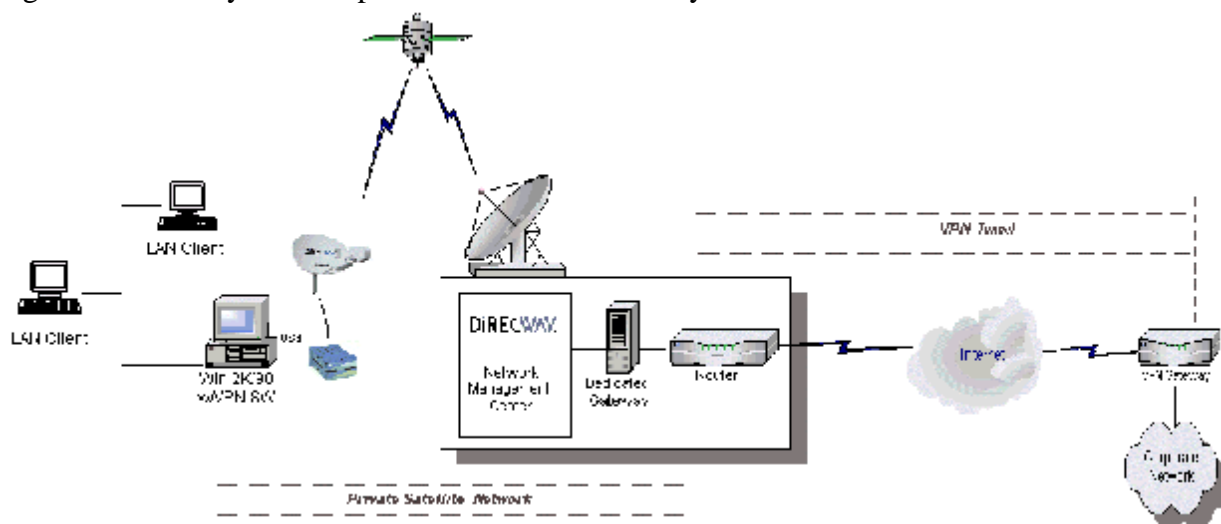 LAN Client
LAN Client
USB
Win 2K/98
w/VPN SW
DiRECWAY
Network
Management
Center
Dedicated
Gateway
Router
VPN Tunnel
Internet
VPN Gateway
Corporate
Network
Private Satellite Network